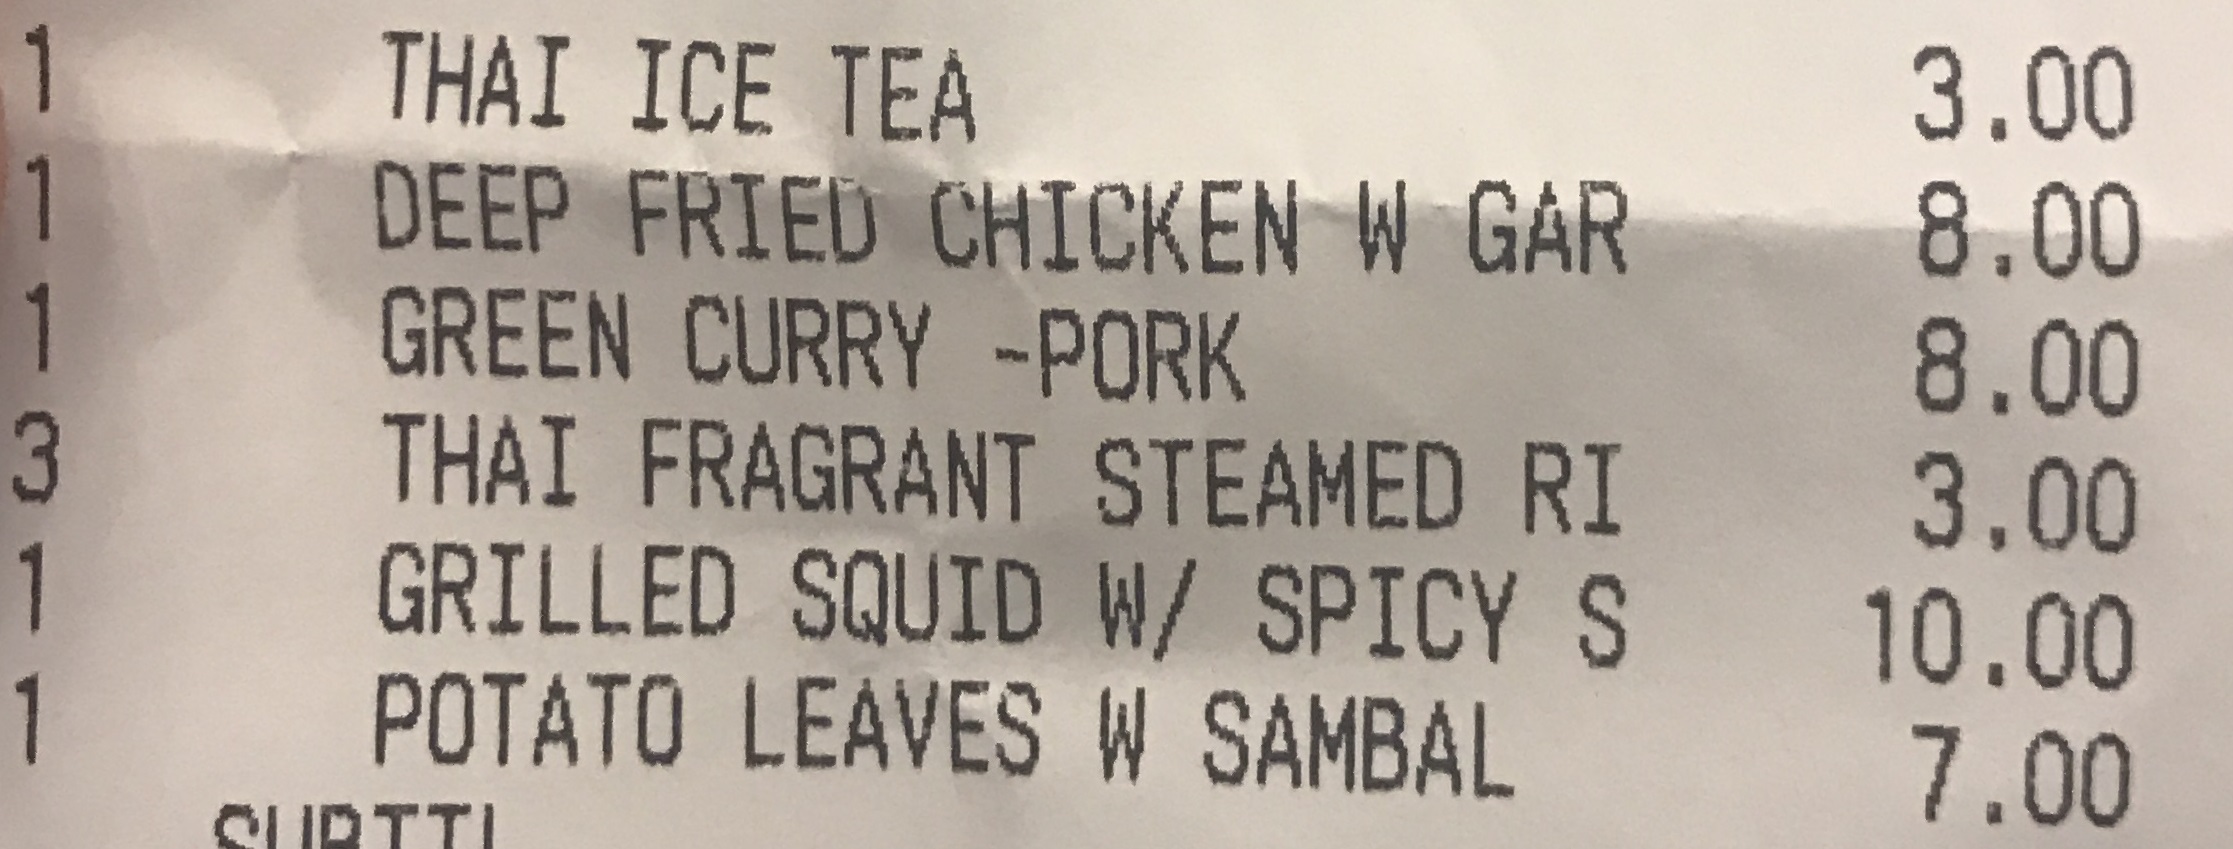 1 THAI ICE TEA 3.00
1 DEEP FRIED CHICKEN W GAR 8.00
1 GREEN CURRY -PORK 8.00
3 THAI FRAGRANT STEAMED RI 3.00
1 GRILLED SQUID W/ SPICY S 10.00
1 POTATO LEAVES W SAMBAL 7.00
SUBTTL